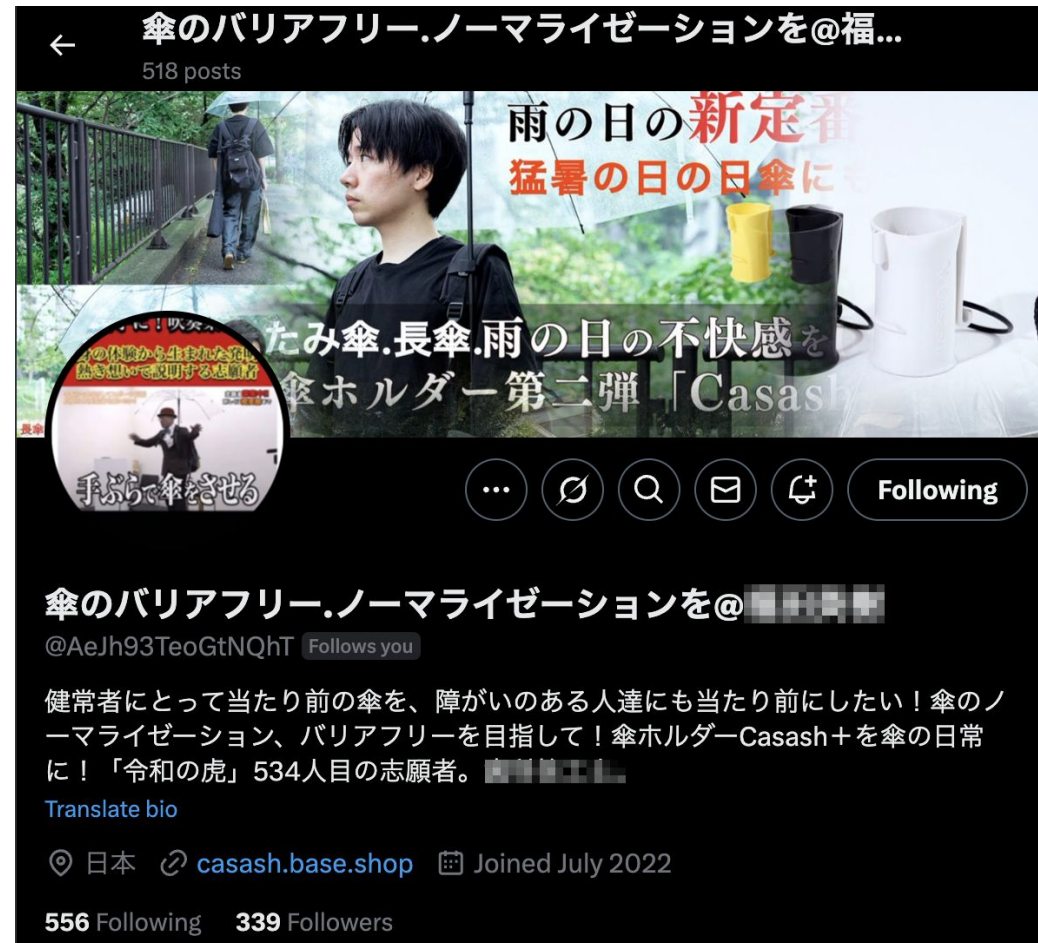 傘のバリアフリー.ノーマライゼーションを@福...
518 posts
雨の日の新定番
猛暑の日の日傘にも
たみ傘.長傘.雨の日の不快感を
傘ホルダー第二弾「Casash
身の体験から生まれた発明
熱き想いで説明する志願者
手ぶらで傘をさせる
長傘
Following
傘のバリアフリー.ノーマライゼーションを@
@AeJh93TeoGtNQhT Follows you
健常者にとって当たり前の傘を、障がいのある人達にも当たり前にしたい！傘のノ
ーマライゼーション、バリアフリーを目指して！傘ホルダーCasash＋を傘の日常
に！「令和の虎」534人目の志願者。
Translate bio
日本 casash.base.shop Joined July 2022
556 Following 339 Followers